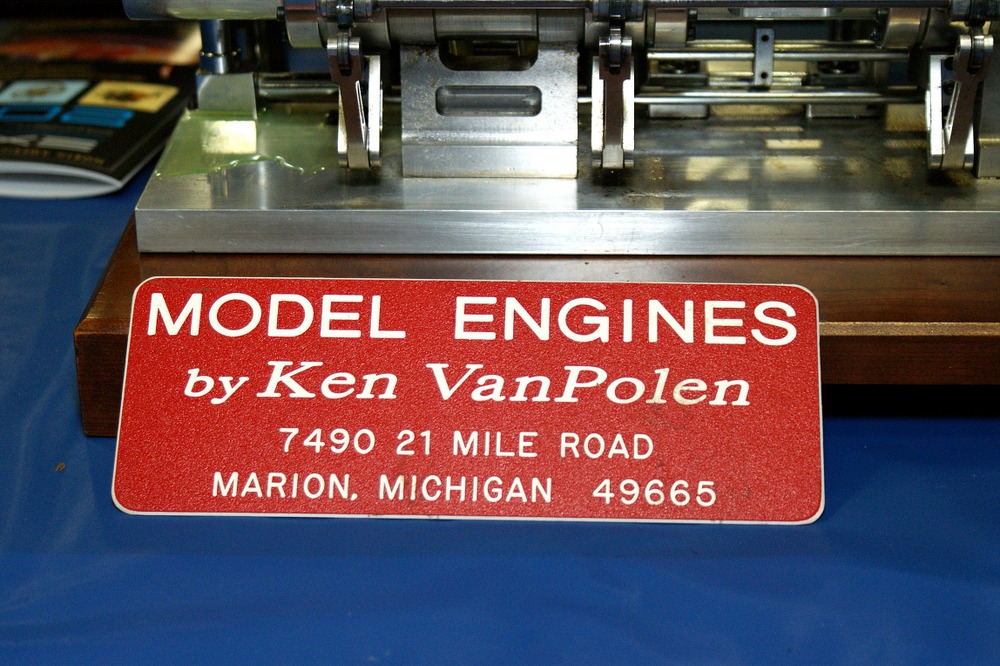 MODEL ENGINES
by Ken VanPolen
7490 21 MILE ROAD
MARION, MICHIGAN 49665